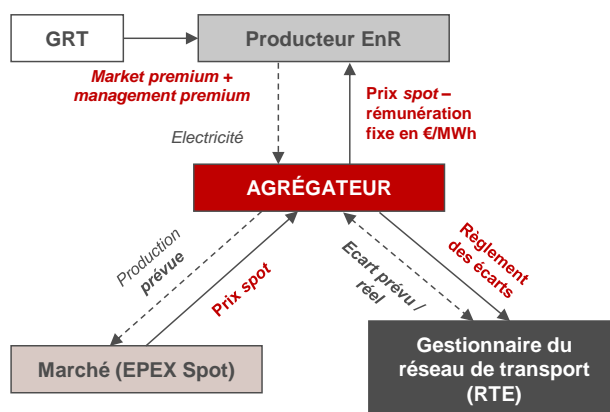 GRT
Producteur EnR
Market premium +
management premium
Prix spot –
rémunération
fixe en €/MWh
Electricité
AGRÉGATEUR
Production
prévue
Prix spot
Ecart prévu /
réel
Règlement
des écarts
Marché (EPEX Spot)
Gestionnaire du
réseau de transport
(RTE)